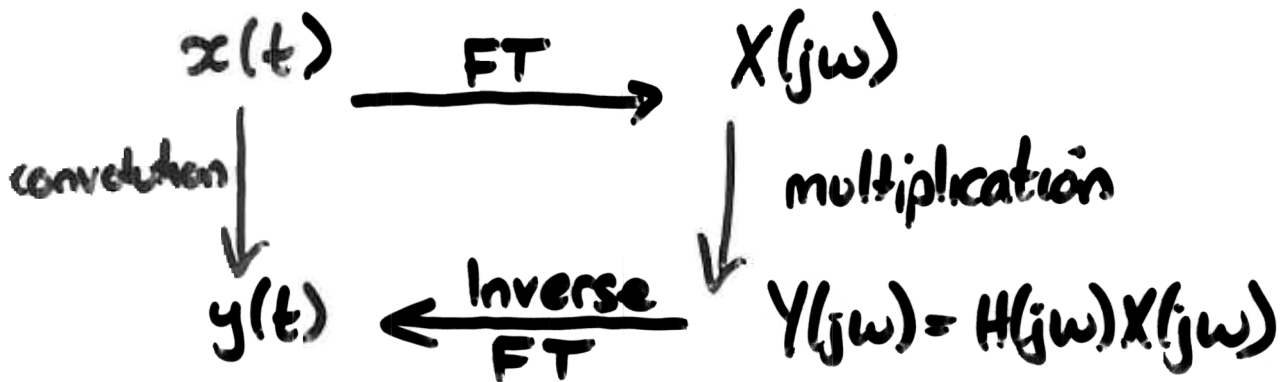 x(t) FT X(jω)
convolution multiplication
y(t) Inverse FT Y(jω) = H(jω)X(jω)